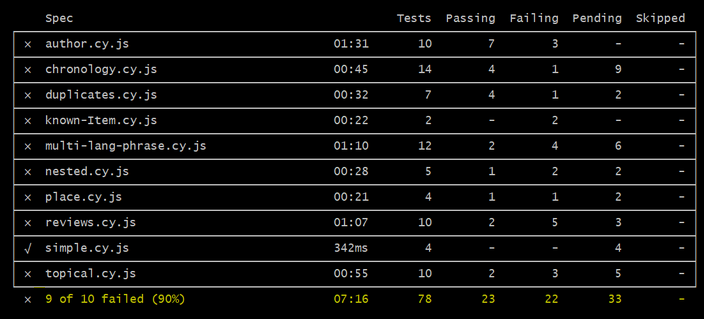 Spec Tests Passing Failing Pending Skipped
× author.cy.js 01:31 10 7 3 - -
× chronology.cy.js 00:45 14 4 1 9 -
× duplicates.cy.js 00:32 7 4 1 2 -
× known-Item.cy.js 00:22 2 - 2 - -
× multi-lang-phrase.cy.js 01:10 12 2 4 6 -
× nested.cy.js 00:28 5 1 2 2 -
× place.cy.js 00:21 4 1 1 2 -
× reviews.cy.js 01:07 10 2 5 3 -
√ simple.cy.js 342ms 4 - - 4 -
× topical.cy.js 00:55 10 2 3 5 -
× 9 of 10 failed (90%) 07:16 78 23 22 33 -